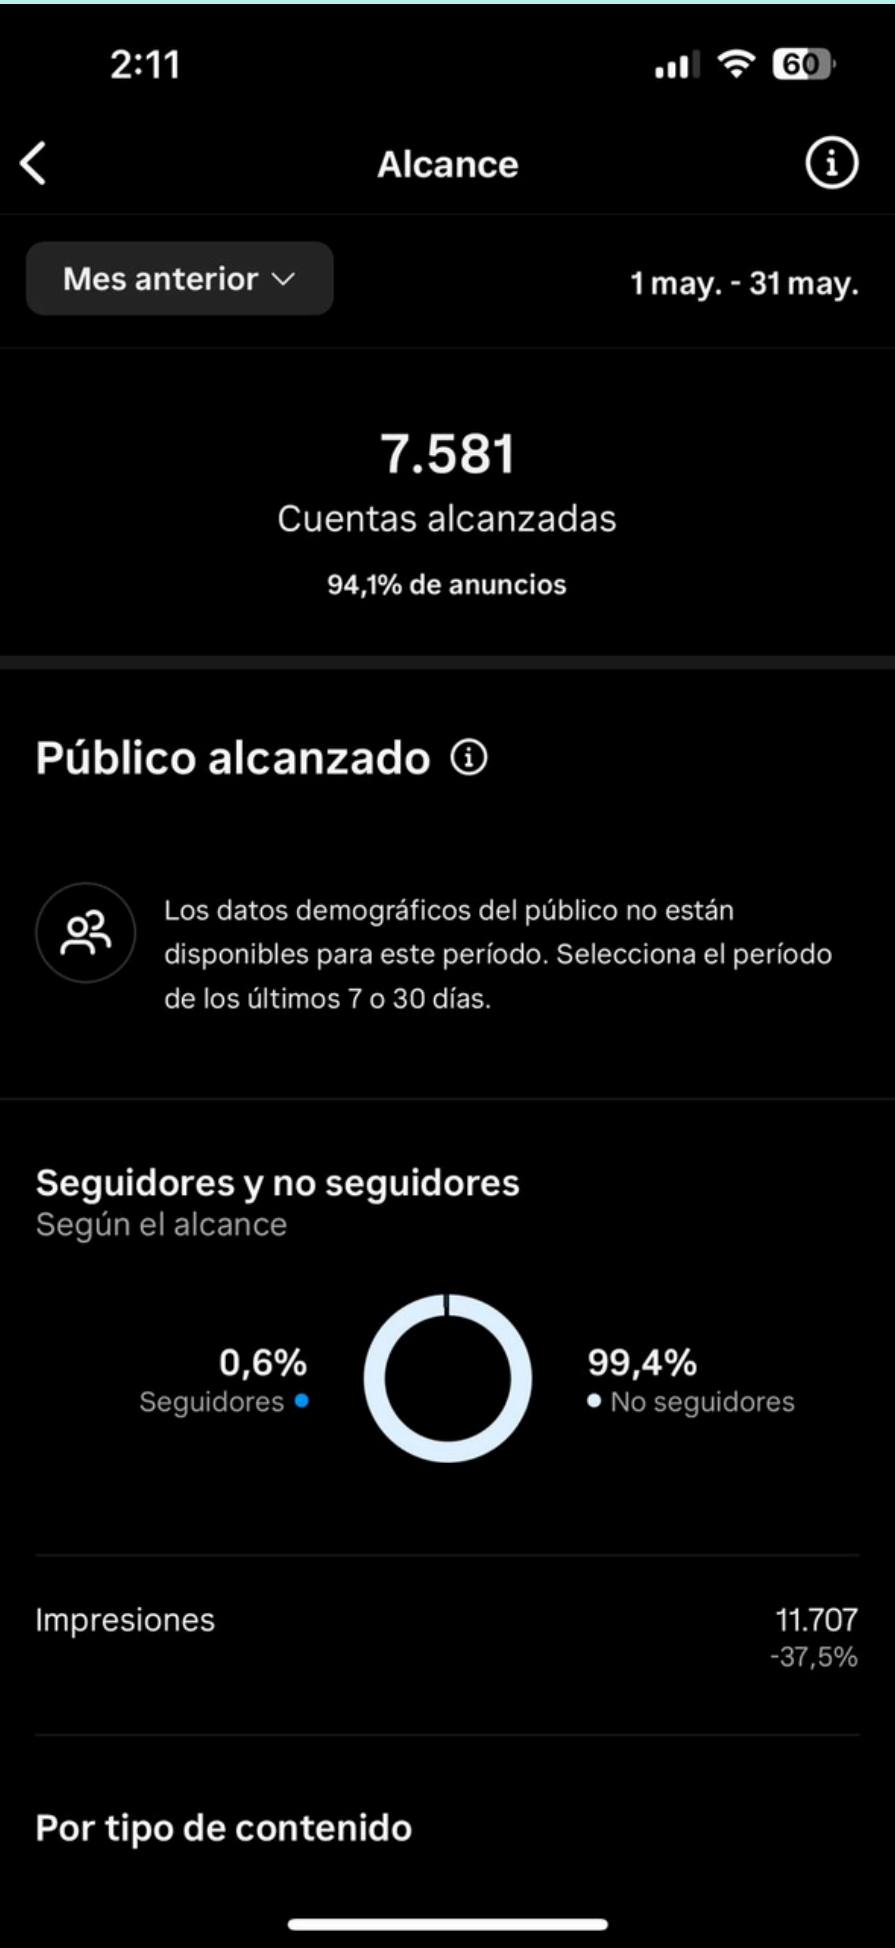 2:11
60
Alcance
Mes anterior
1 may. - 31 may.
7.581
Cuentas alcanzadas
94,1% de anuncios
Público alcanzado
Los datos demográficos del público no están
disponibles para este período. Selecciona el período
de los últimos 7 o 30 días.
Seguidores y no seguidores
Según el alcance
0,6%
Seguidores
99,4%
No seguidores
Impresiones
11.707
-37,5%
Por tipo de contenido